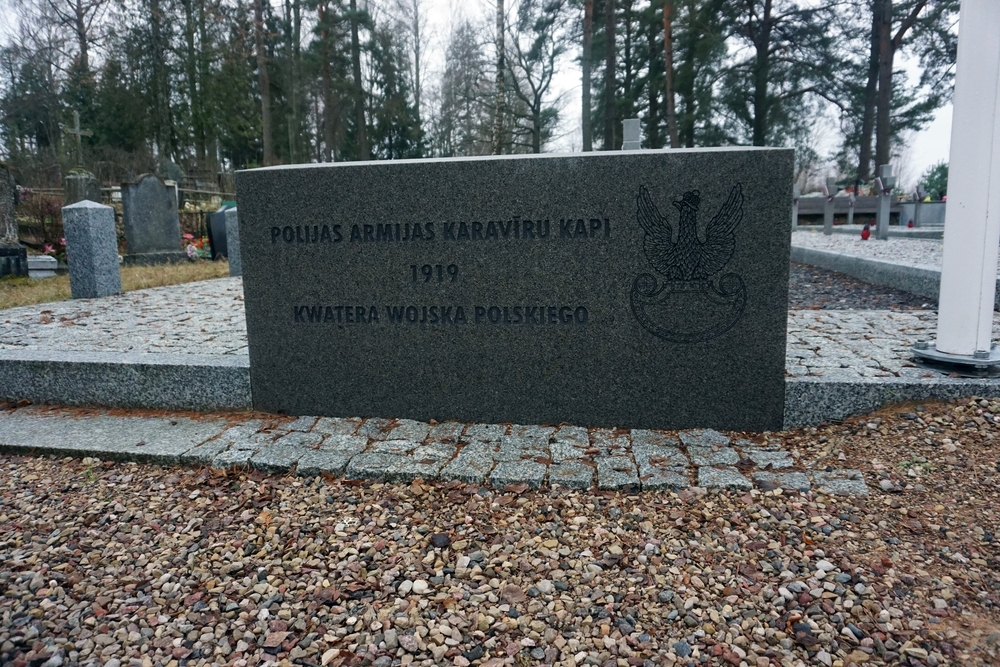 POLIJAS ARMIJAS KARAVĪRU KAPI
1919
KWATERA WOJSKA POLSKIEGO